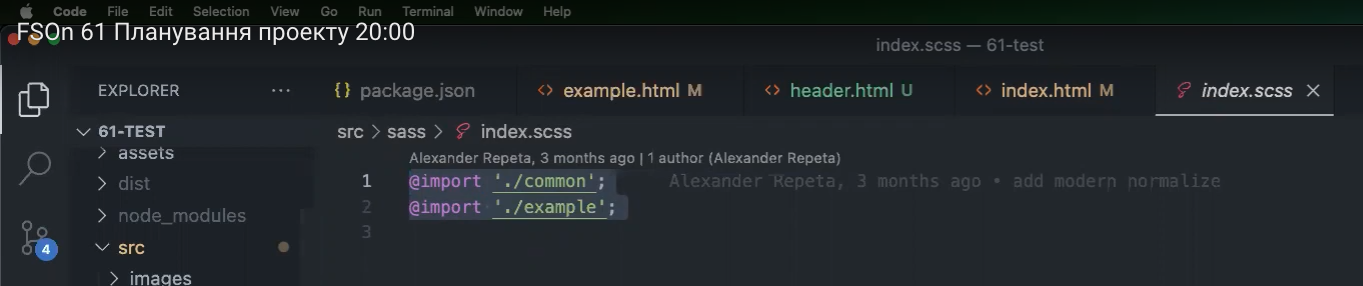 Code File Edit Selection View Go Run Terminal Window Help
FSOn 61 Планування проекту 20:00
index.scss — 61-test
EXPLORER ··· {} package.json <> example.html M <> header.html U <> index.html M index.scss ×
61-TEST
src > sass > index.scss
assets
Alexander Repeta, 3 months ago | 1 author (Alexander Repeta)
1 @import './common'; Alexander Repeta, 3 months ago • add modern normalize
dist
2 @import './example';
node_modules
3
src
4
images